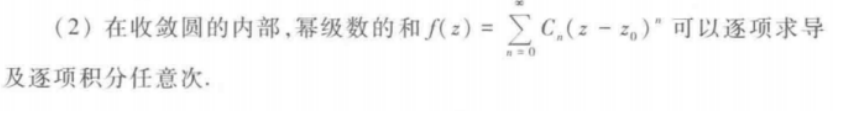 (2) 在收敛圆的内部,幂级数的和 f(z) = ∑_{n=0}^{∞} C_n(z - z_0)^n 可以逐项求导
及逐项积分任意次.